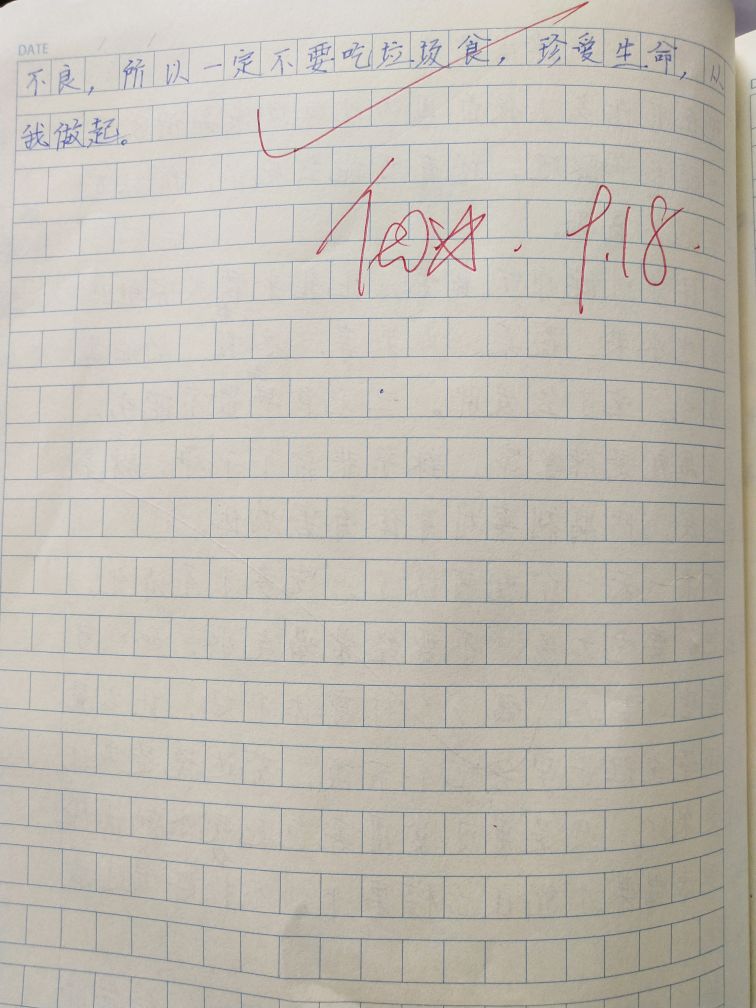 DATE / /
不良，所以一定不要吃垃圾食，珍爱生命，从
我做起。
优☆. 9.18.